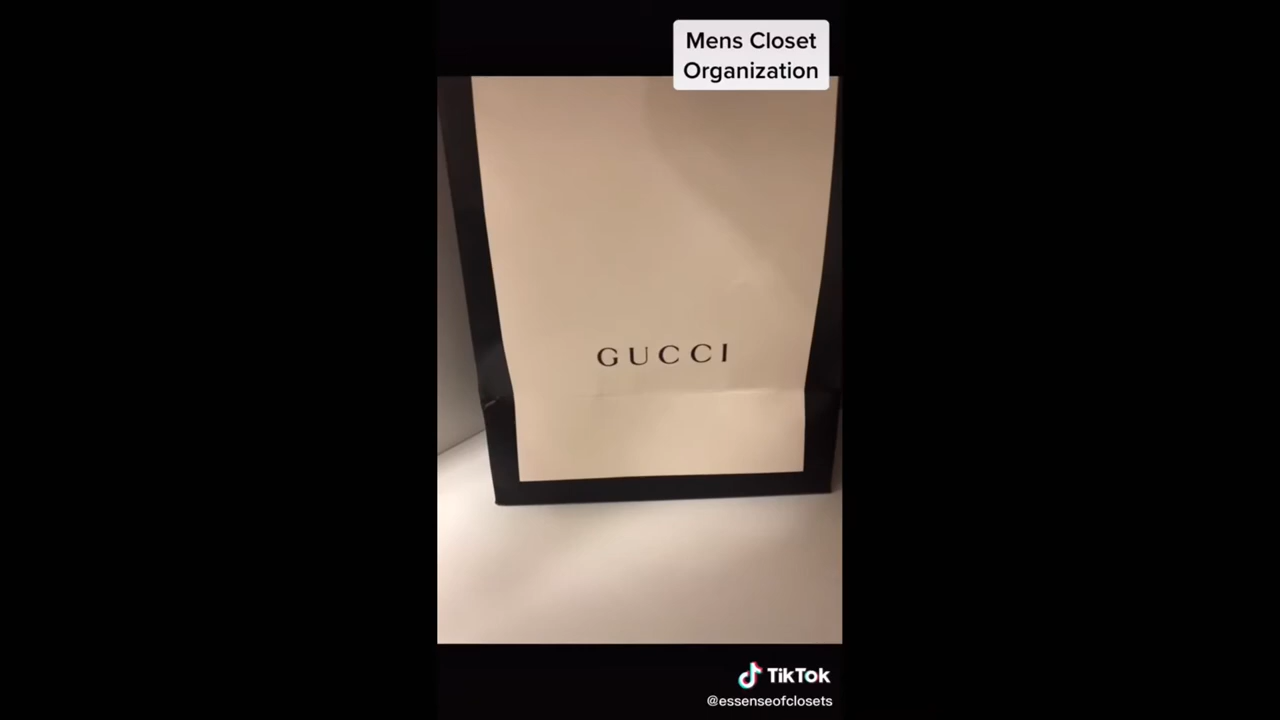 Mens Closet
Organization
GUCCI
TikTok
@essenseofclosets